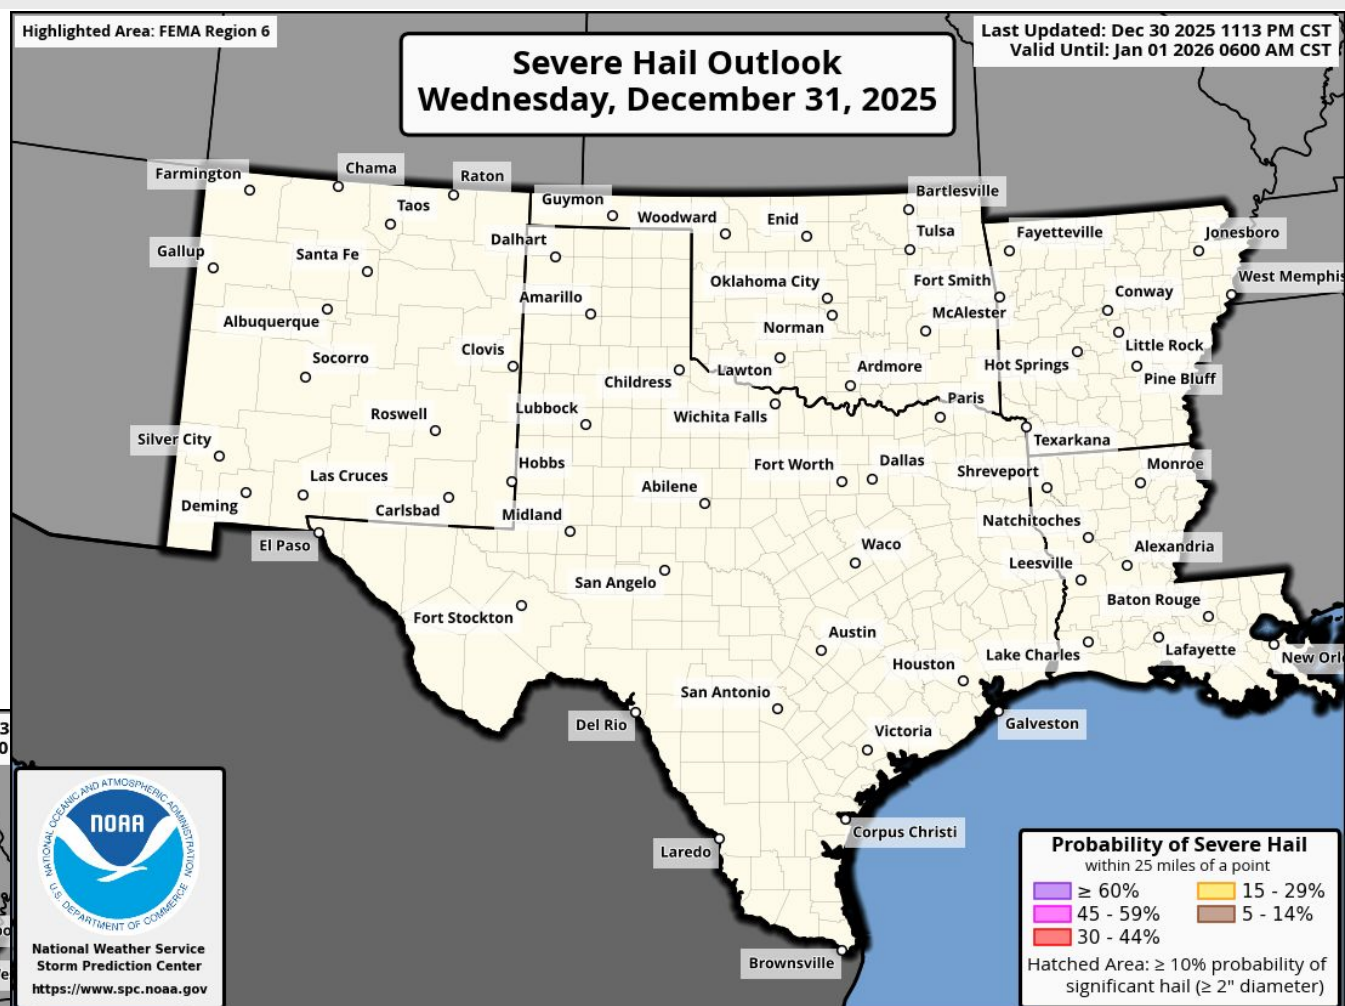 Highlighted Area: FEMA Region 6
Severe Hail Outlook
Wednesday, December 31, 2025
Last Updated: Dec 30 2025 1113 PM CST
Valid Until: Jan 01 2026 0600 AM CST
Farmington
Chama
Raton
Taos
Guymon
Woodward
Enid
Bartlesville
Tulsa
Fayetteville
Jonesboro
Gallup
Santa Fe
Dalhart
Oklahoma City
Fort Smith
West Memphis
Albuquerque
Amarillo
Norman
McAlester
Conway
Socorro
Clovis
Childress
Lawton
Ardmore
Hot Springs
Little Rock
Pine Bluff
Roswell
Lubbock
Wichita Falls
Paris
Silver City
Texarkana
Las Cruces
Hobbs
Abilene
Fort Worth
Dallas
Shreveport
Monroe
Deming
Carlsbad
Midland
Natchitoches
El Paso
San Angelo
Waco
Leesville
Alexandria
Fort Stockton
Baton Rouge
Austin
Houston
Lake Charles
Lafayette
New Orl
San Antonio
Del Rio
Victoria
Galveston
Laredo
Corpus Christi
Brownsville
3
0
NATIONAL OCEANIC AND ATMOSPHERIC ADMINISTRATION
NOAA
U.S. DEPARTMENT OF COMMERCE
National Weather Service
Storm Prediction Center
https://www.spc.noaa.gov
Probability of Severe Hail
within 25 miles of a point
≥ 60%
15 - 29%
45 - 59%
5 - 14%
30 - 44%
Hatched Area: ≥ 10% probability of
significant hail (≥ 2" diameter)